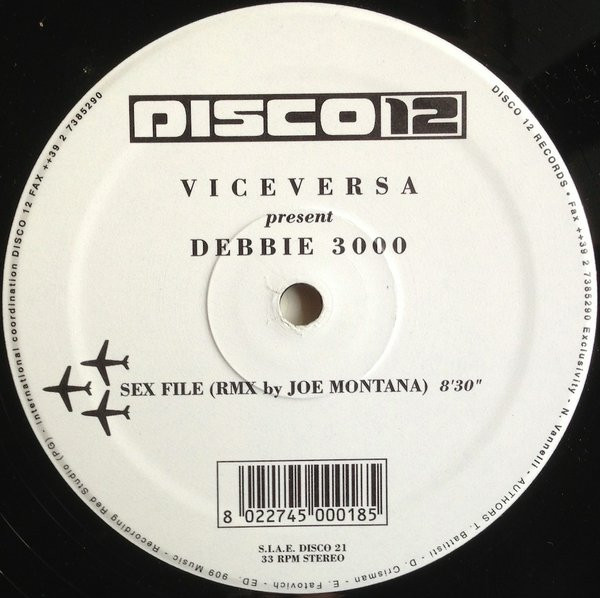 DISCO 12
VICEVERSA
present
DEBBIE 3000
SEX FILE (RMX by JOE MONTANA) 8'30"
8 022745 000185
S.I.A.E. DISCO 21
33 RPM STEREO
DISCO 12 RECORDS • Fax ++39 2 7385290 Exclusivity - N. Vannelli - AUTHORS T. Battisti - D. Crisman - E. Fatovich - ED. 909 Music - Recording Red Studio (PG) - International coordination DISCO 12 FAX ++39 2 7385290